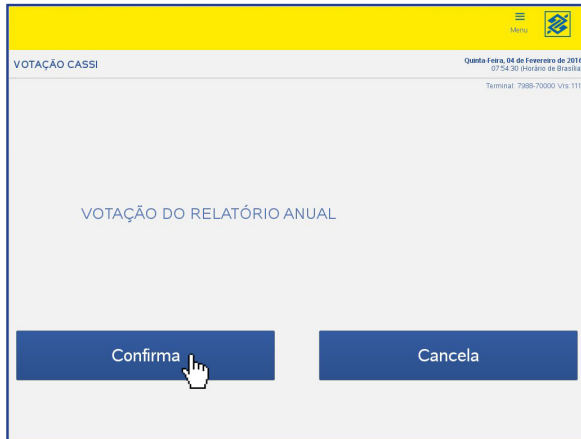 Menu
VOTAÇÃO CASSI
Quinta-Feira, 04 de Fevereiro de 2016
07:54:30 (Horário de Brasília
Terminal: 7988-70000 Vrs:111
VOTAÇÃO DO RELATÓRIO ANUAL
Confirma
Cancela